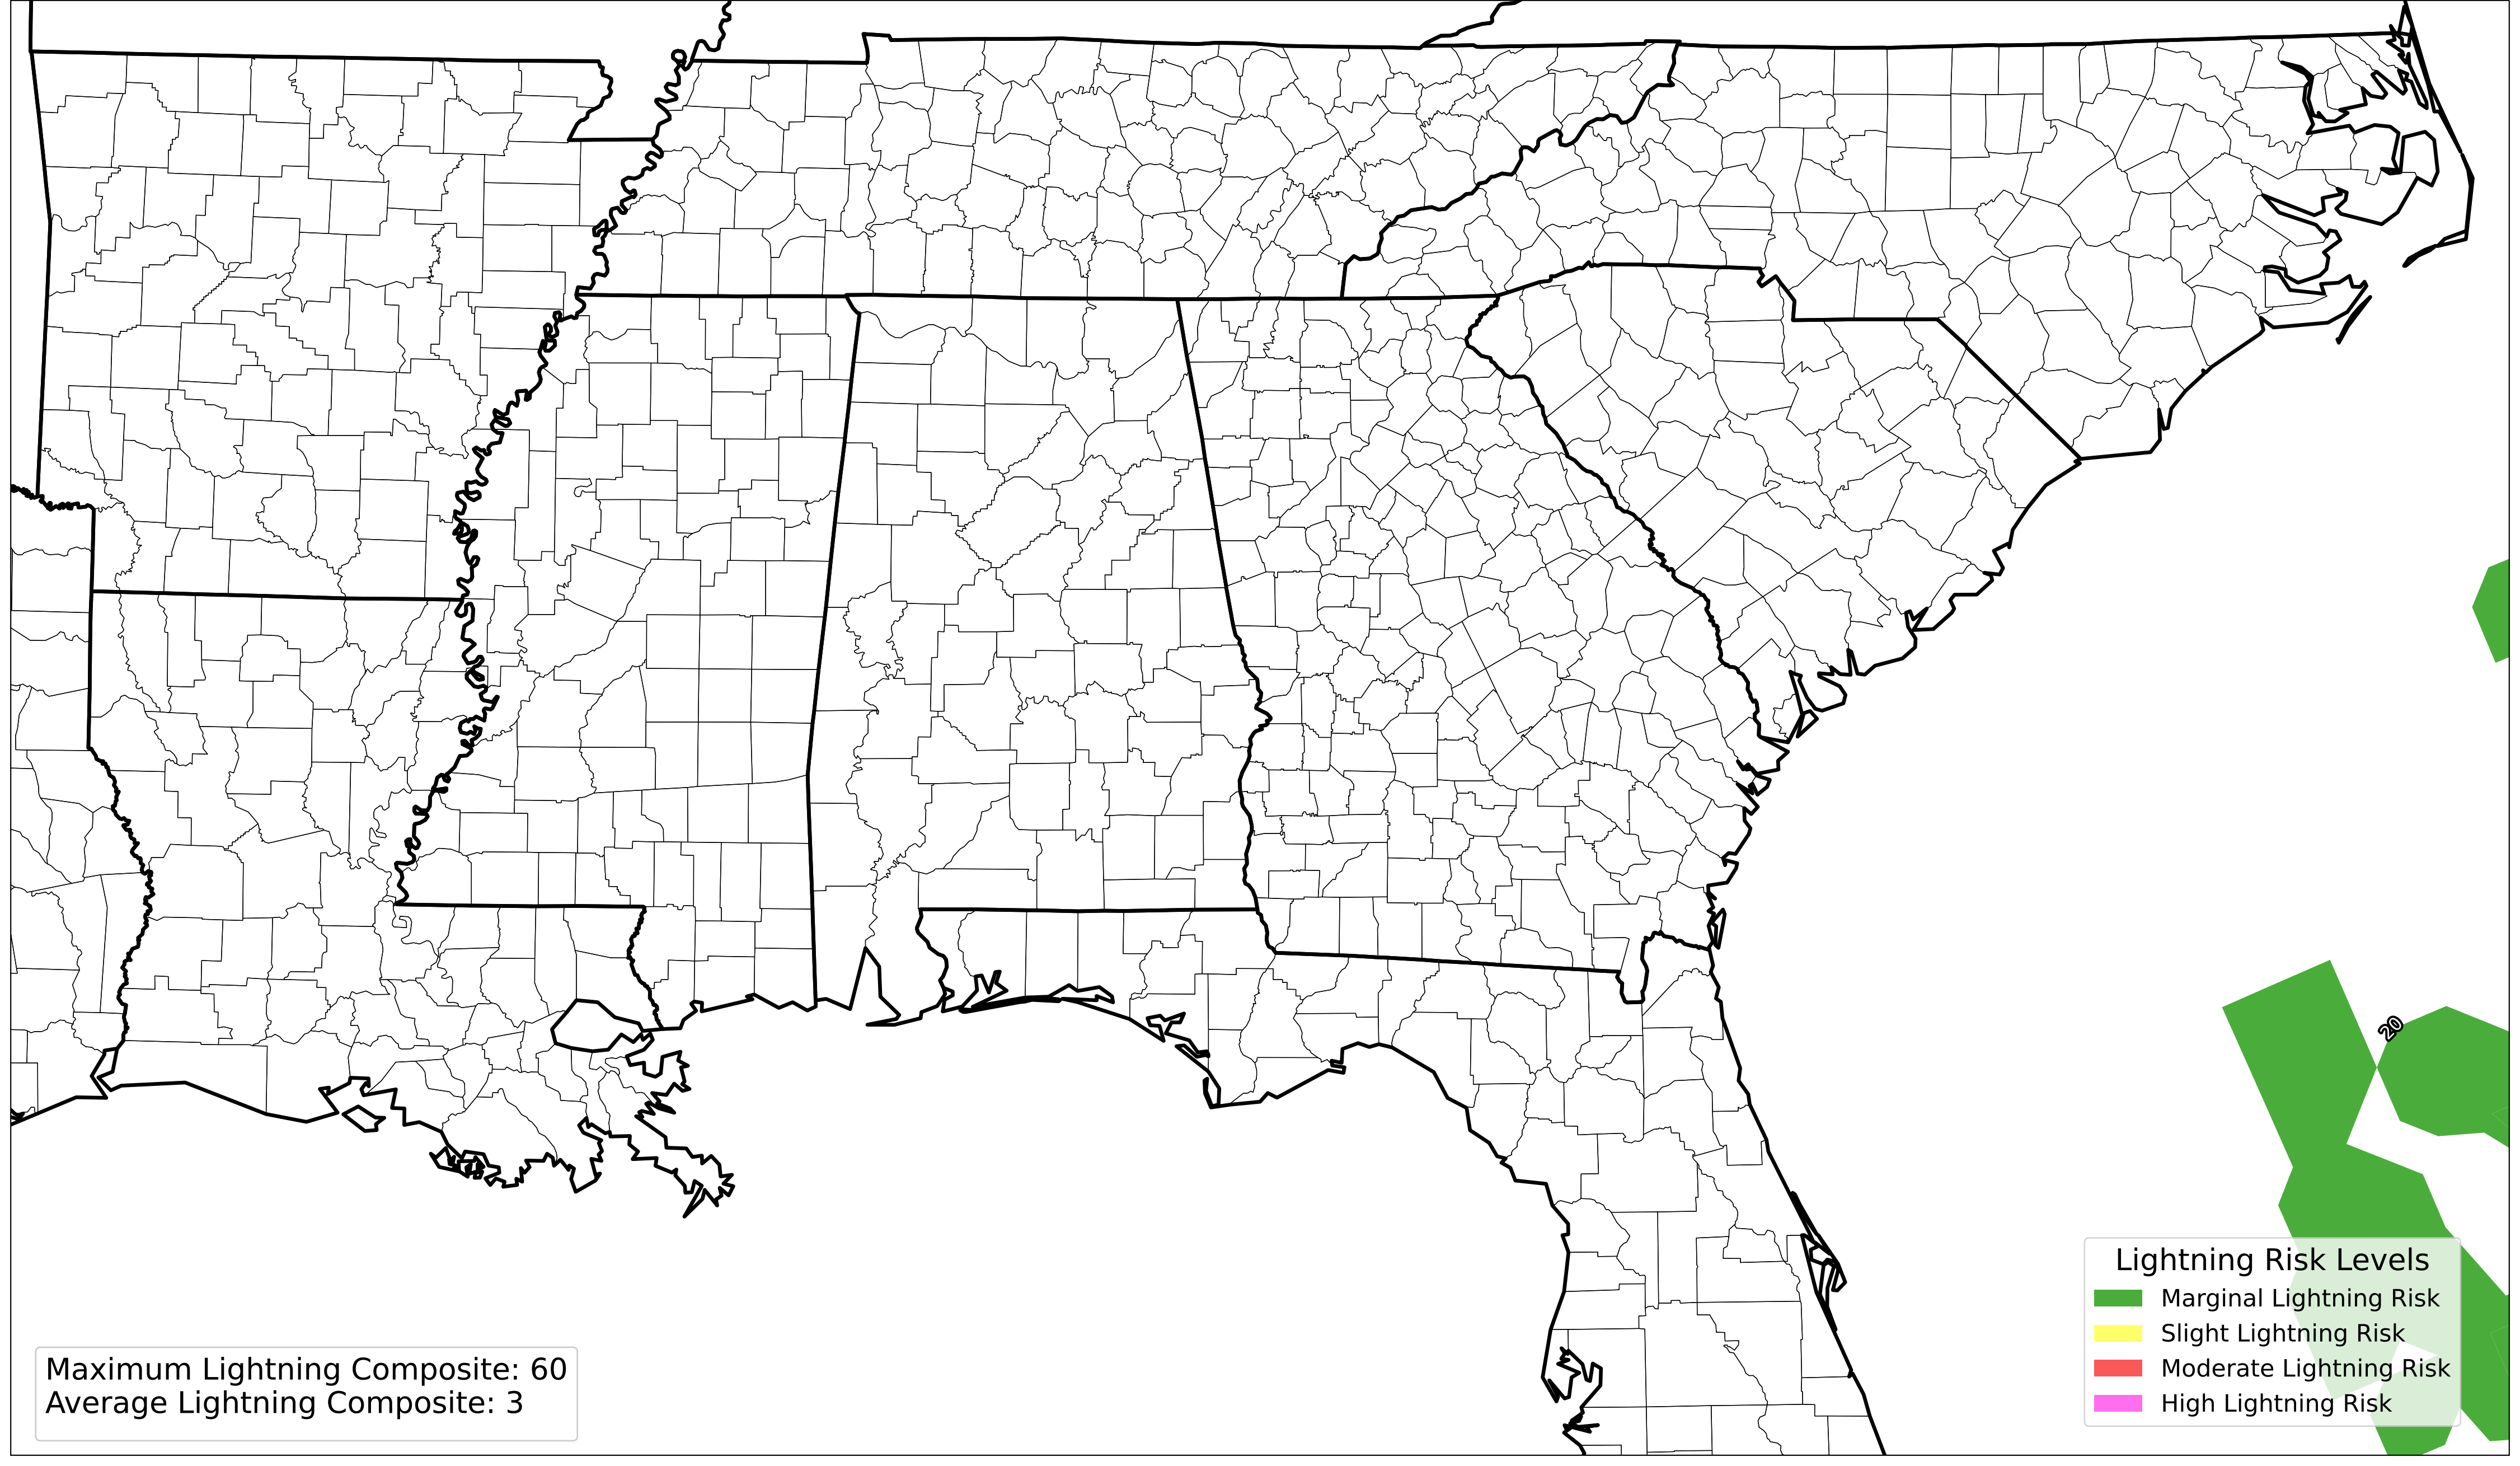 20
Lightning Risk Levels
Marginal Lightning Risk
Slight Lightning Risk
Moderate Lightning Risk
High Lightning Risk
Maximum Lightning Composite: 60
Average Lightning Composite: 3